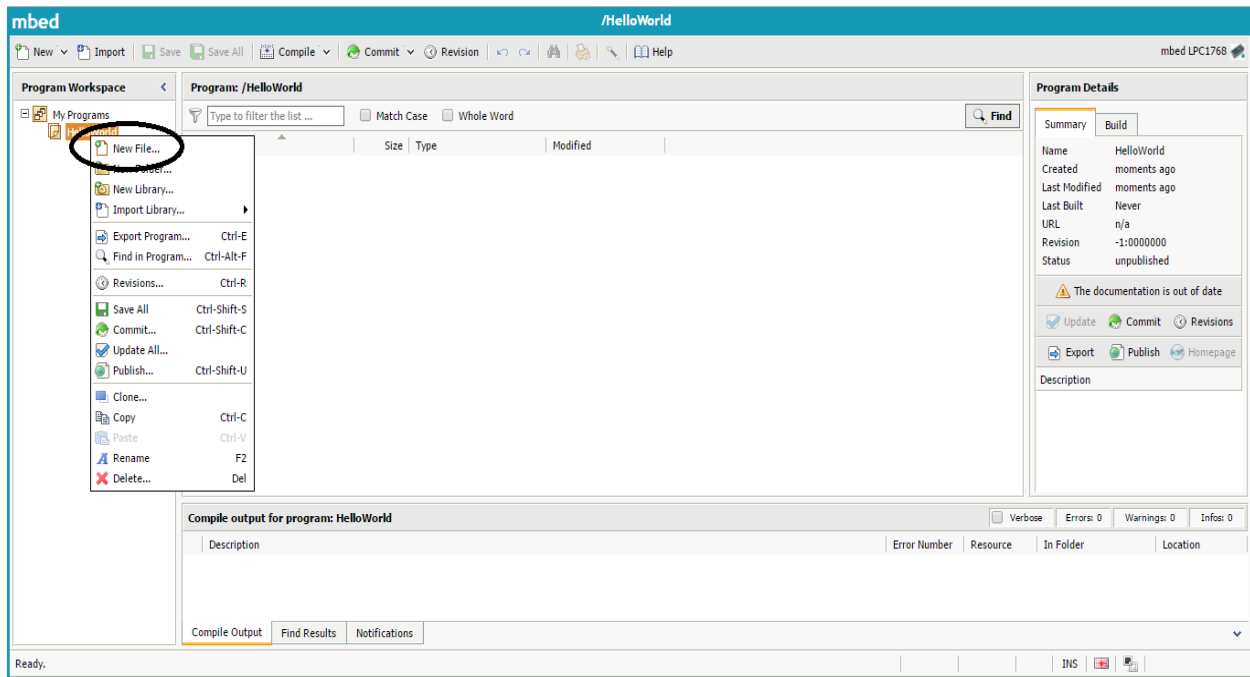 mbed /HelloWorld
New Import Save Save All Compile Commit Revision Help mbed LPC1768
Program Workspace
My Programs
HelloWorld
New File...
New Folder...
New Library...
Import Library...
Export Program... Ctrl-E
Find in Program... Ctrl-Alt-F
Revisions... Ctrl-R
Save All Ctrl-Shift-S
Commit... Ctrl-Shift-C
Update All...
Publish... Ctrl-Shift-U
Clone...
Copy Ctrl-C
Paste Ctrl-V
Rename F2
Delete... Del
Program: /HelloWorld
Type to filter the list ... Match Case Whole Word Find
Size Type Modified
Program Details
Summary Build
Name HelloWorld
Created moments ago
Last Modified moments ago
Last Built Never
URL n/a
Revision -1:0000000
Status unpublished
The documentation is out of date
Update Commit Revisions
Export Publish Homepage
Description
Compile output for program: HelloWorld Verbose Errors: 0 Warnings: 0 Infos: 0
Description Error Number Resource In Folder Location
Compile Output Find Results Notifications
Ready. INS